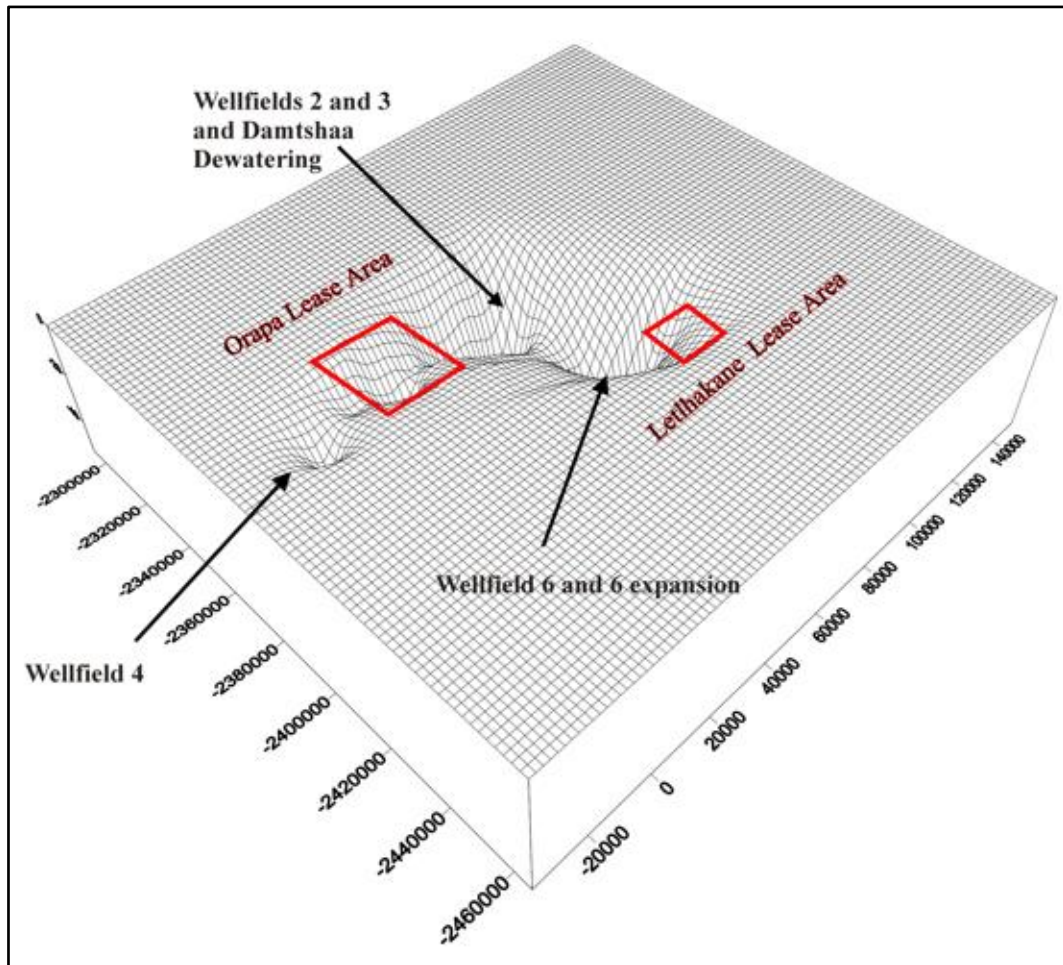 Wellfields 2 and 3
and Damtshaa
Dewatering
Orapa Lease Area
Letlhakane Lease Area
Wellfield 6 and 6 expansion
Wellfield 4
-2300000
-2320000
-2340000
-2360000
-2380000
-2400000
-2420000
-2440000
-2460000
-20000
0
20000
40000
60000
80000
100000
120000
140000